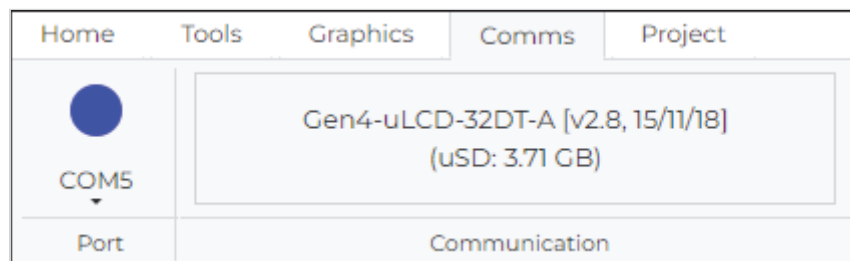 Home Tools Graphics Comms Project
Gen4-uLCD-32DT-A [v2.8, 15/11/18]
(uSD: 3.71 GB)
COM5
Port Communication